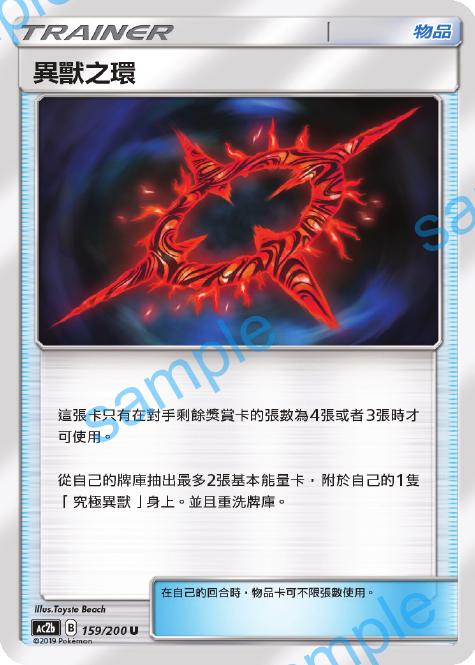 sample
TRAINER
物品
異獸之環
sa
sample
這張卡只有在對手剩餘獎賞卡的張數為4張或者3張時才
可使用。
從自己的牌庫抽出最多2張基本能量卡，附於自己的1隻
「究極異獸」身上。並且重洗牌庫。
在自己的回合時，物品卡可不限張數使用。
Illus.Toyste Beach
AC2b B 159/200 U
©2019 Pokémon
sample